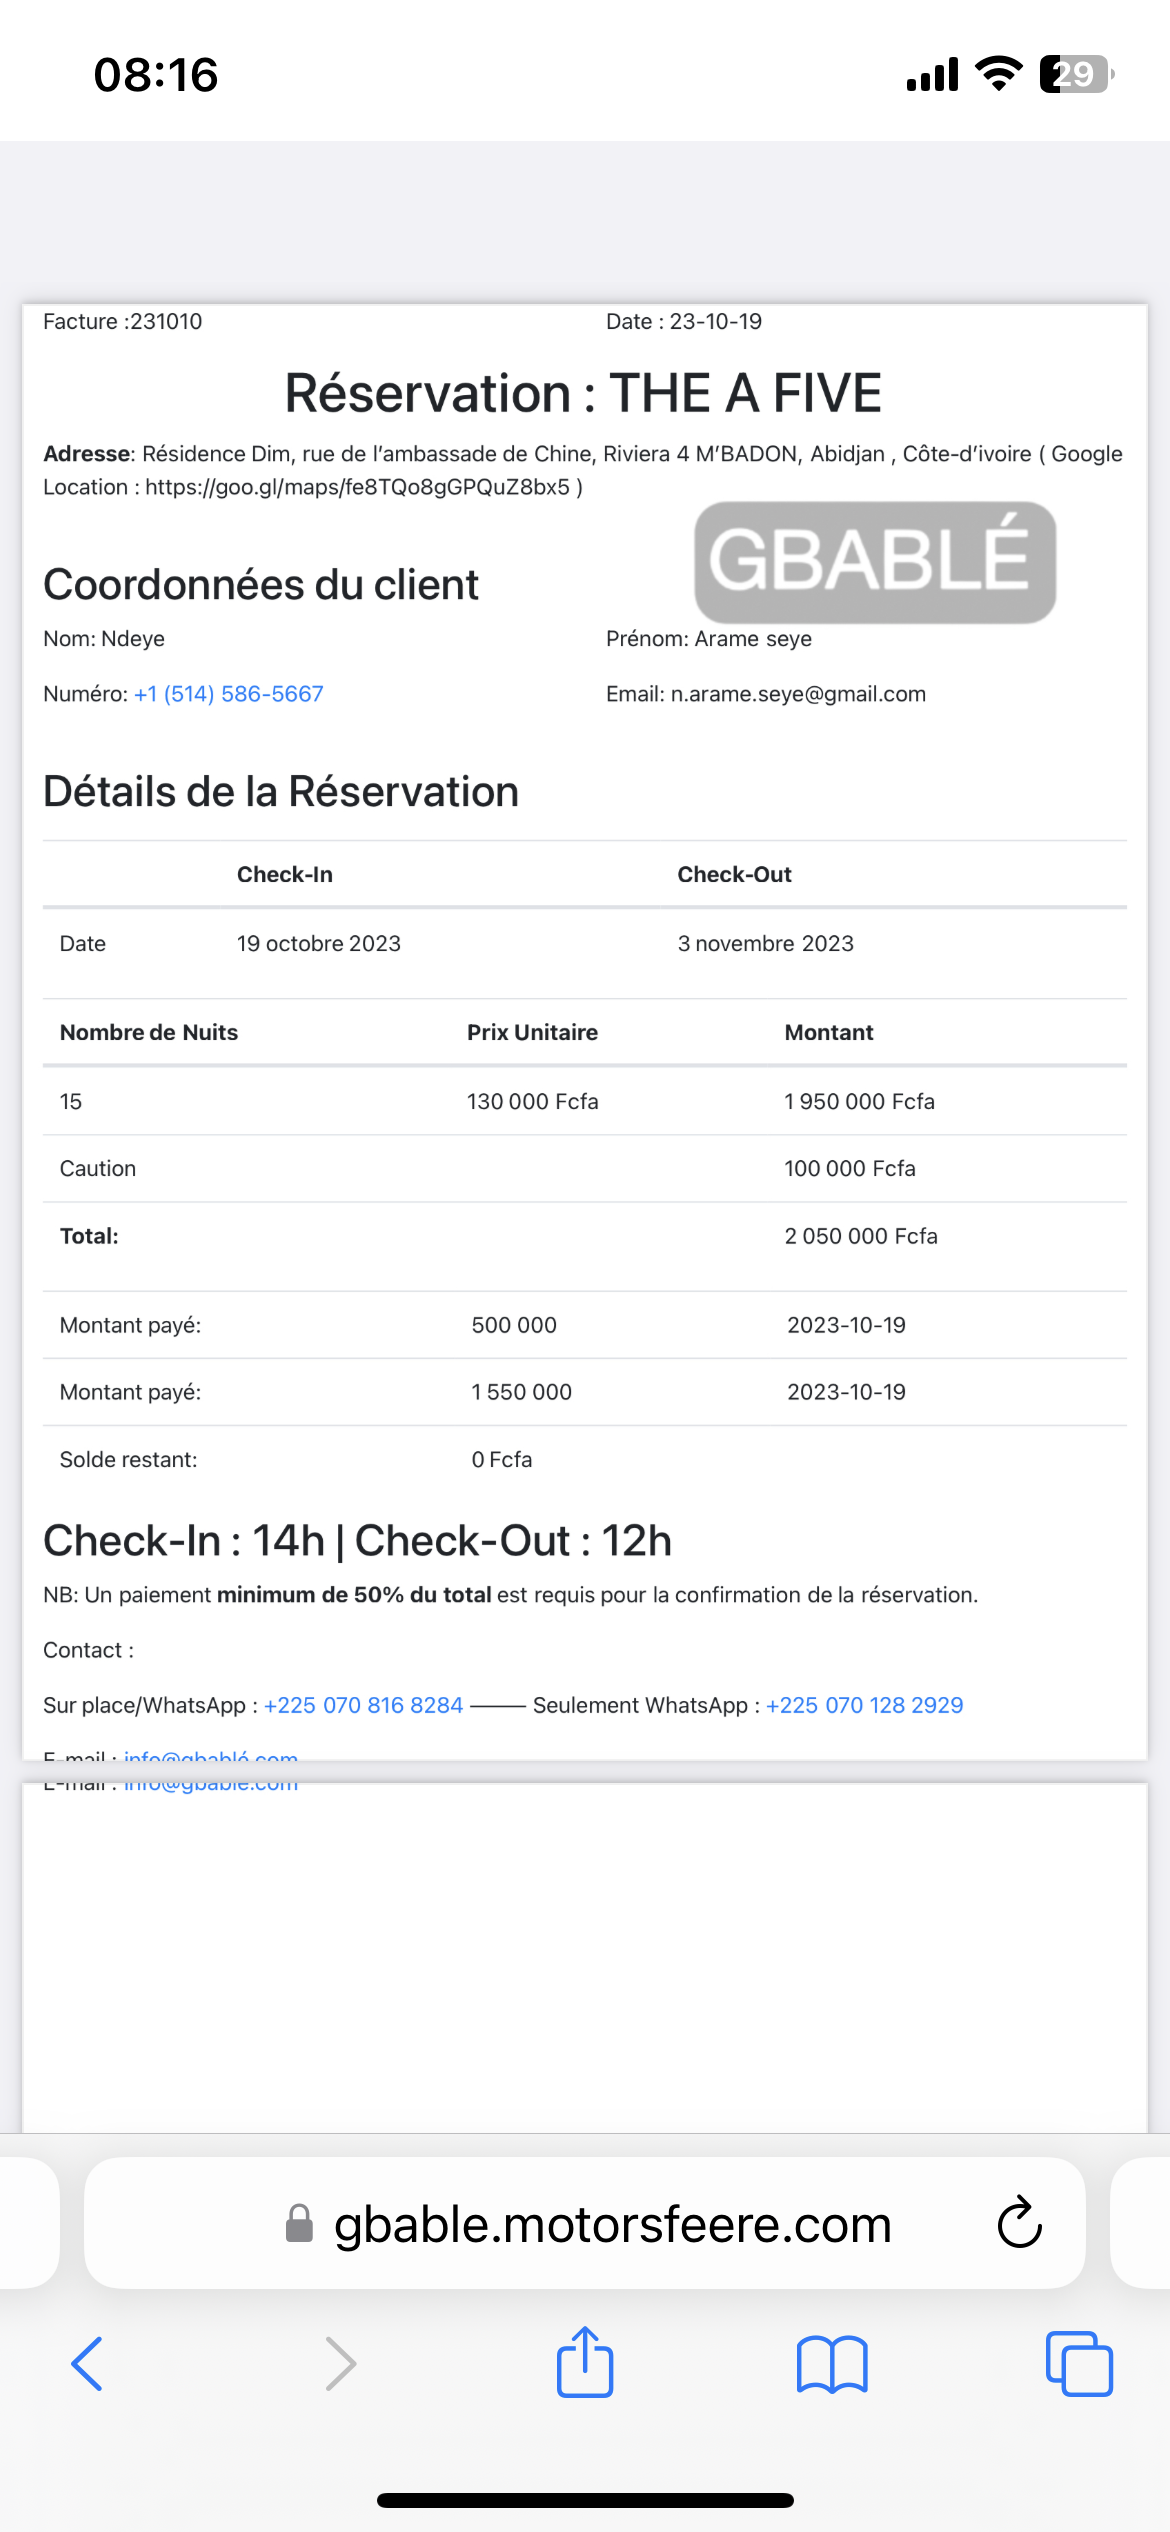 08:16
29
Facture :231010 Date : 23-10-19
Réservation : THE A FIVE
Adresse: Résidence Dim, rue de l'ambassade de Chine, Riviera 4 M'BADON, Abidjan , Côte-d'ivoire ( Google
Location : https://goo.gl/maps/fe8TQo8gGPQuZ8bx5 )
GBABLÉ
Coordonnées du client
Nom: Ndeye Prénom: Arame seye
Numéro: +1 (514) 586-5667 Email: n.arame.seye@gmail.com
Détails de la Réservation
Check-In Check-Out
Date 19 octobre 2023 3 novembre 2023
Nombre de Nuits Prix Unitaire Montant
15 130 000 Fcfa 1 950 000 Fcfa
Caution 100 000 Fcfa
Total: 2 050 000 Fcfa
Montant payé: 500 000 2023-10-19
Montant payé: 1 550 000 2023-10-19
Solde restant: 0 Fcfa
Check-In : 14h | Check-Out : 12h
NB: Un paiement minimum de 50% du total est requis pour la confirmation de la réservation.
Contact :
Sur place/WhatsApp : +225 070 816 8284 ——— Seulement WhatsApp : +225 070 128 2929
E-mail : info@gbablé.com
E-mail : info@gbablé.com
gbable.motorsfeere.com